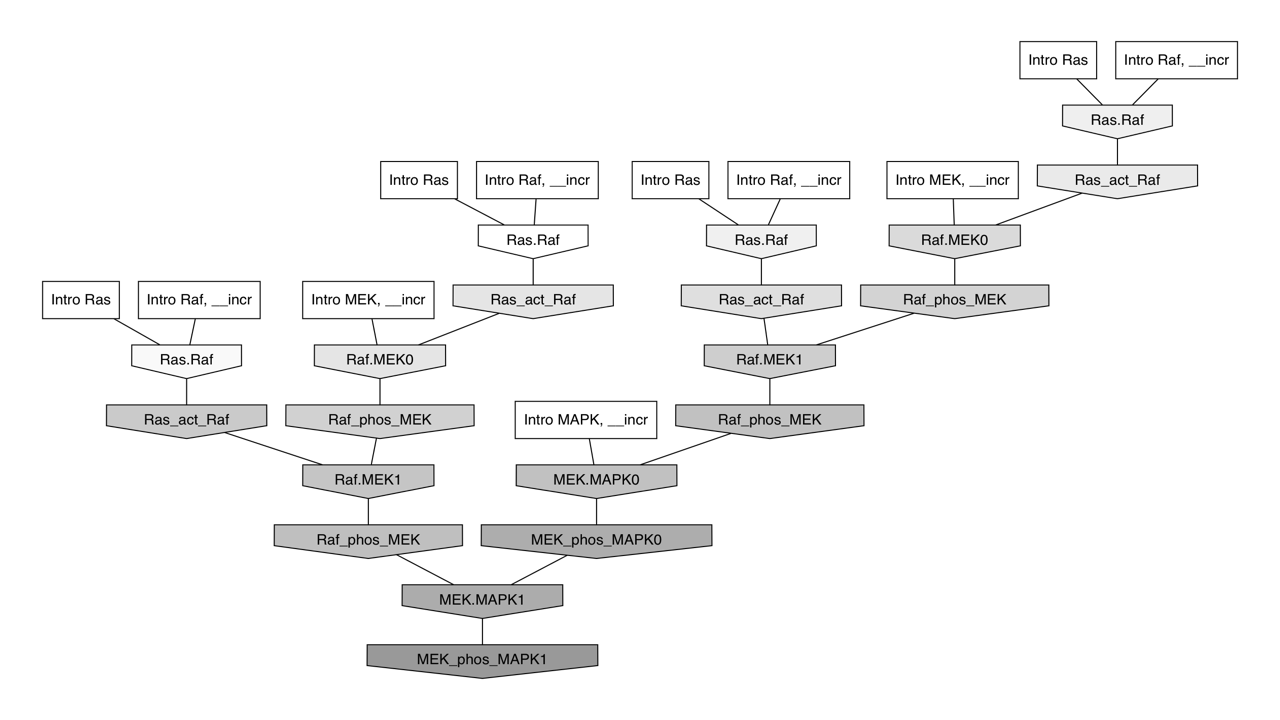 Intro Ras
Intro Raf, __incr
Ras.Raf
Intro Ras
Intro Raf, __incr
Intro Ras
Intro Raf, __incr
Intro MEK, __incr
Ras_act_Raf
Ras.Raf
Ras.Raf
Raf.MEK0
Intro Ras
Intro Raf, __incr
Intro MEK, __incr
Ras_act_Raf
Ras_act_Raf
Raf_phos_MEK
Ras.Raf
Raf.MEK0
Raf.MEK1
Ras_act_Raf
Raf_phos_MEK
Intro MAPK, __incr
Raf_phos_MEK
Raf.MEK1
MEK.MAPK0
Raf_phos_MEK
MEK_phos_MAPK0
MEK.MAPK1
MEK_phos_MAPK1